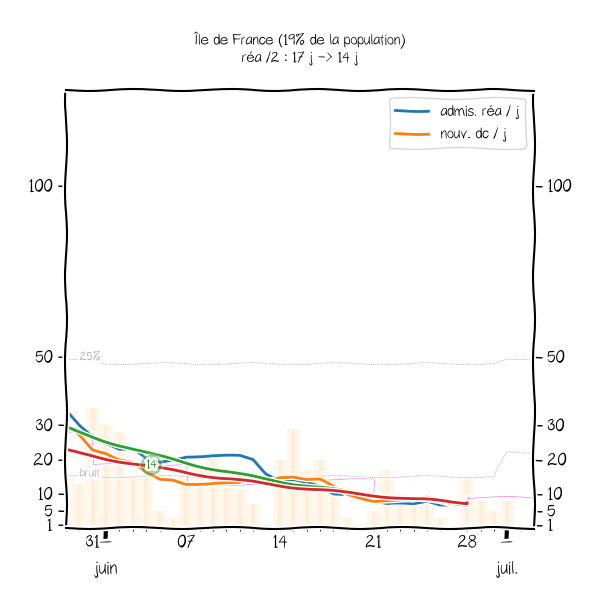 Île de France (19% de la population)
réa /2 : 17 j -> 14 j
admis. réa / j
nouv. dc / j
100 100
50 50
25%
30 30
20 20
14
bruit
10 10
5 5
1 1
31 07 14 21 28
juin juil.